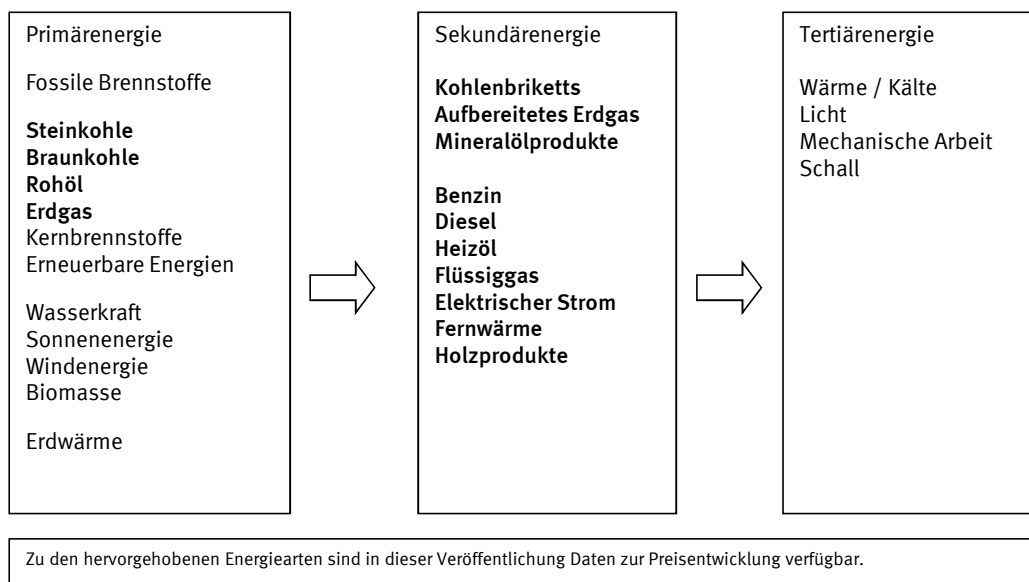 Primärenergie
Fossile Brennstoffe
Steinkohle
Braunkohle
Rohöl
Erdgas
Kernbrennstoffe
Erneuerbare Energien
Wasserkraft
Sonnenenergie
Windenergie
Biomasse
Erdwärme
Sekundärenergie
Kohlenbriketts
Aufbereitetes Erdgas
Mineralölprodukte
Benzin
Diesel
Heizöl
Flüssiggas
Elektrischer Strom
Fernwärme
Holzprodukte
Tertiärenergie
Wärme / Kälte
Licht
Mechanische Arbeit
Schall
Zu den hervorgehobenen Energiearten sind in dieser Veröffentlichung Daten zur Preisentwicklung verfügbar.